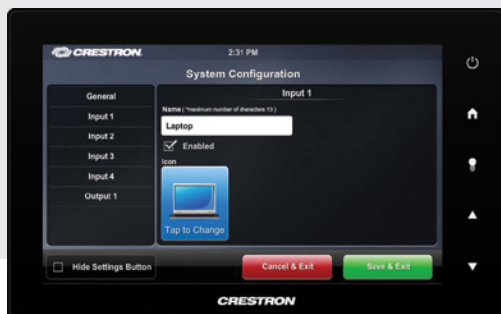 CRESTRON
2:31 PM
System Configuration
General
Input 1
Input 2
Input 3
Input 4
Output 1
Input 1
Name ( *maximum number of characters 13 )
Laptop
Enabled
Icon
Tap to Change
Hide Settings Button
Cancel & Exit
Save & Exit
CRESTRON